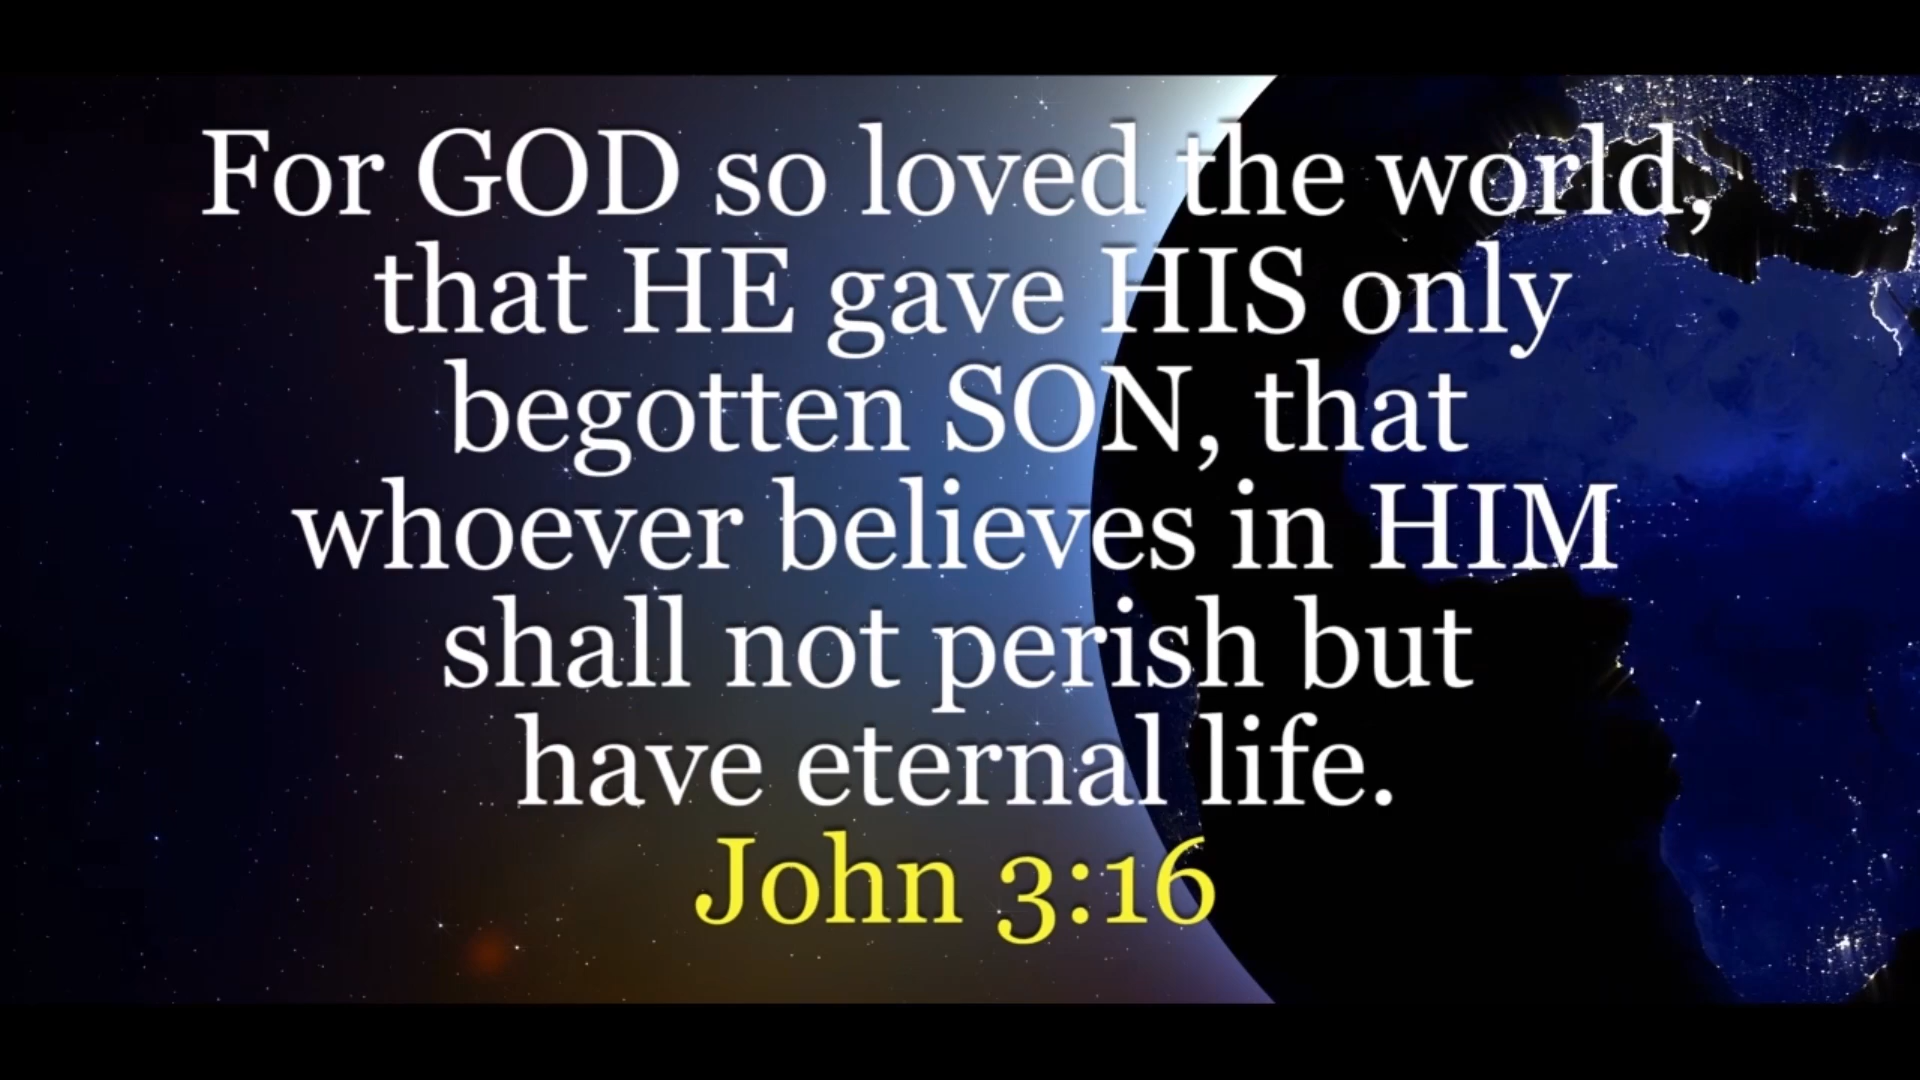 For GOD so loved the world,
that HE gave HIS only
begotten SON, that
whoever believes in HIM
shall not perish but
have eternal life.
John 3:16